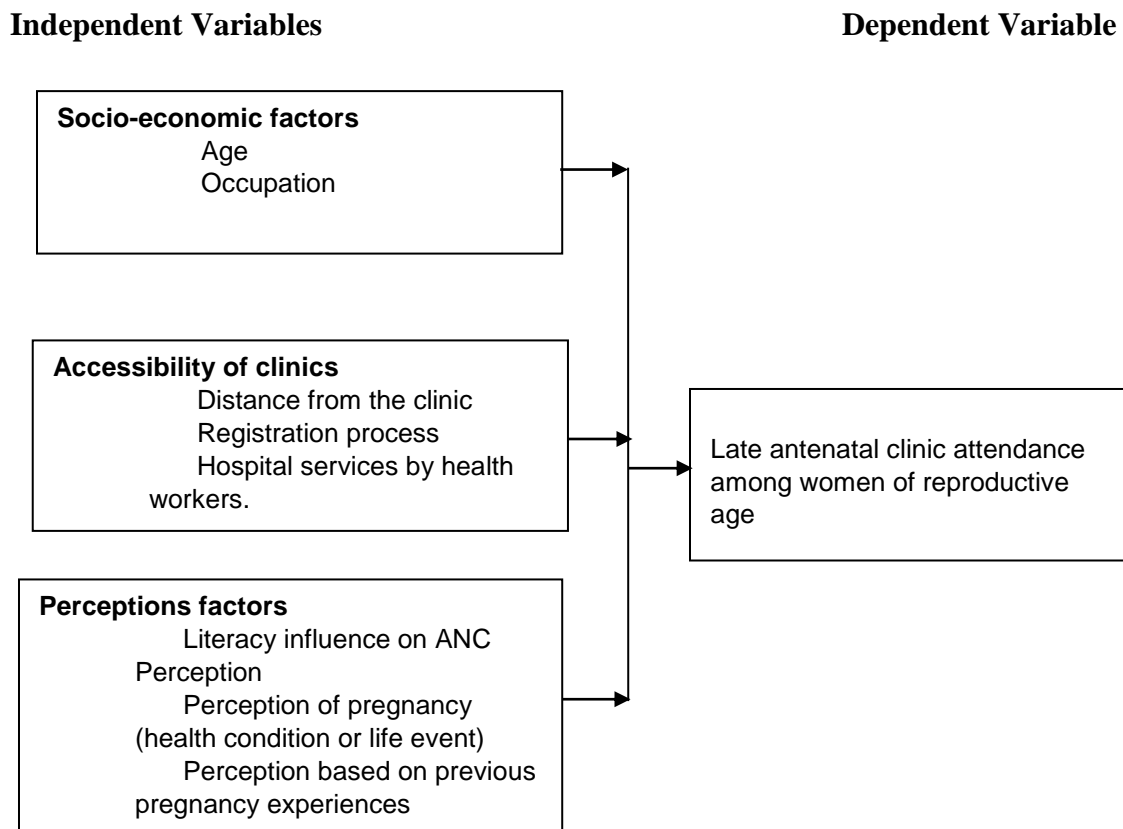 Independent Variables
Dependent Variable
Socio-economic factors
Age
Occupation
Accessibility of clinics
Distance from the clinic
Registration process
Hospital services by health
workers.
Late antenatal clinic attendance
among women of reproductive
age
Perceptions factors
Literacy influence on ANC
Perception
Perception of pregnancy
(health condition or life event)
Perception based on previous
pregnancy experiences